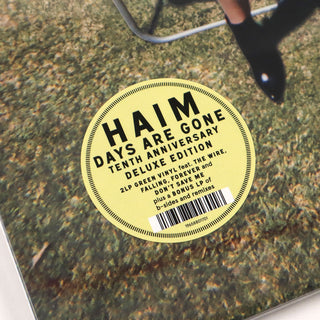 HAIM
DAYS ARE GONE
TENTH ANNIVERSARY
DELUXE EDITION
2LP GREEN VINYL feat. THE WIRE,
FALLING, FOREVER and
DON'T SAVE ME
plus a BONUS LP of
b-sides and remixes